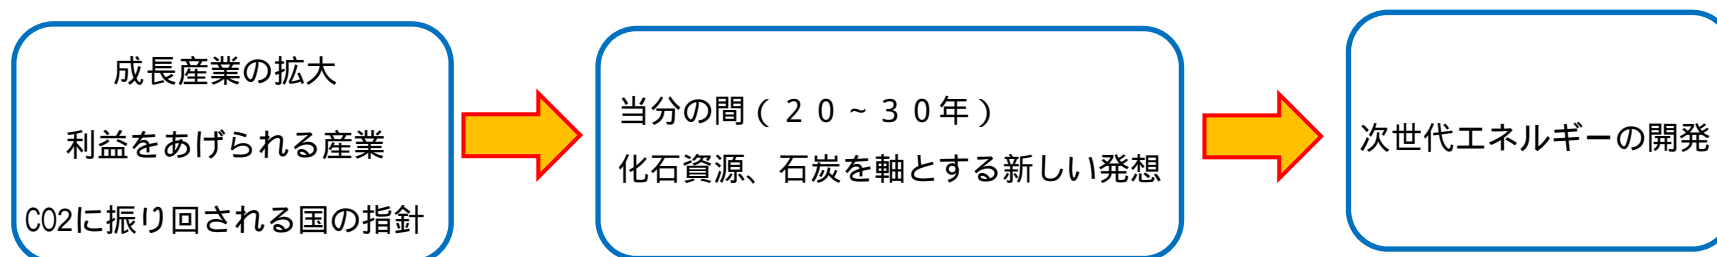 成長産業の拡大
利益をあげられる産業
CO2に振り回される国の指針
当分の間(20~30年)
化石資源、石炭を軸とする新しい発想
次世代エネルギーの開発